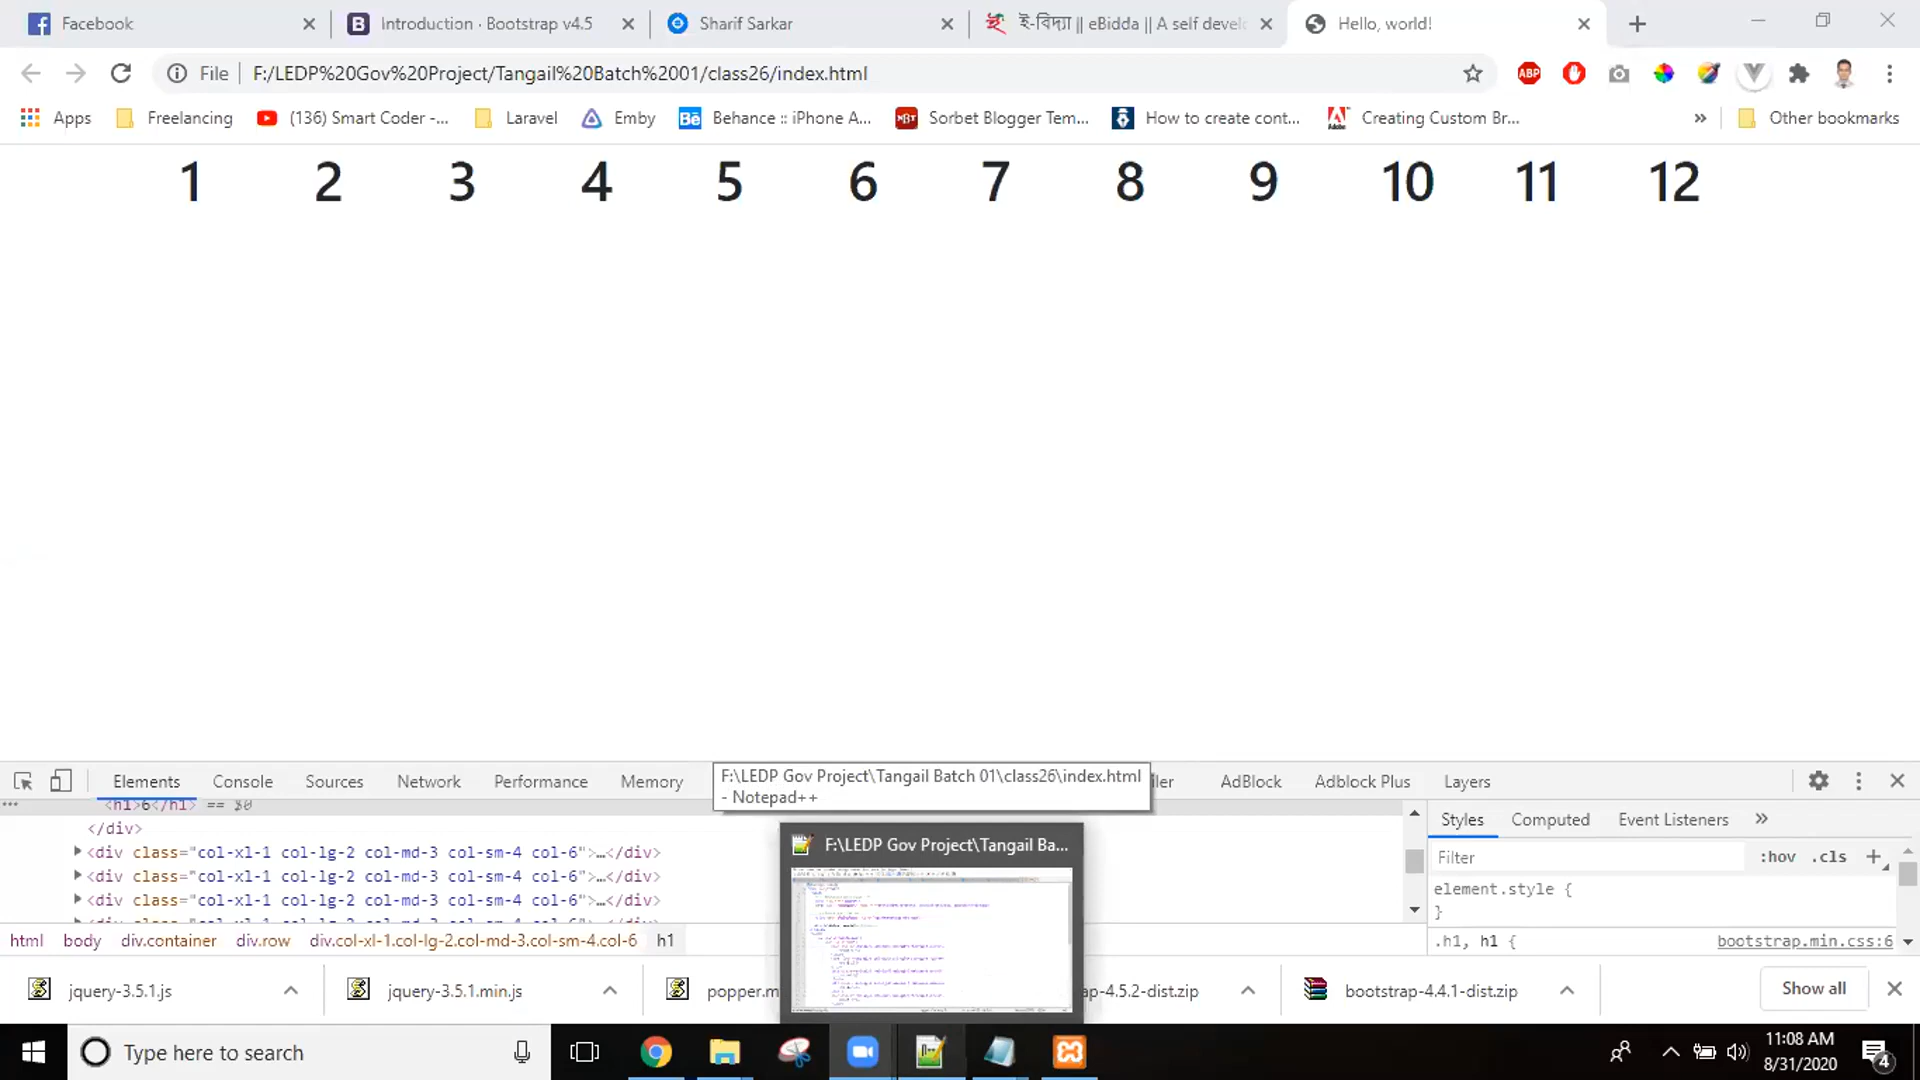 Facebook
Introduction · Bootstrap v4.5
Sharif Sarkar
ই-বিদ্যা || eBidda || A self develo
Hello, world!
File F:/LEDP%20Gov%20Project/Tangail%20Batch%2001/class26/index.html
ABP
Apps Freelancing (136) Smart Coder -... Laravel Emby Behance :: iPhone A... Sorbet Blogger Tem... How to create cont... Creating Custom Br... » Other bookmarks
1 2 3 4 5 6 7 8 9 10 11 12
Elements Console Sources Network Performance Memory AdBlock Adblock Plus Layers
F:\LEDP Gov Project\Tangail Batch 01\class26\index.html
- Notepad++
<h1>6</h1> == $0
</div>
<div class="col-xl-1 col-lg-2 col-md-3 col-sm-4 col-6">…</div>
<div class="col-xl-1 col-lg-2 col-md-3 col-sm-4 col-6">…</div>
<div class="col-xl-1 col-lg-2 col-md-3 col-sm-4 col-6">…</div>
Styles Computed Event Listeners »
Filter :hov .cls +
element.style {
}
.h1, h1 { bootstrap.min.css:6
html body div.container div.row div.col-xl-1.col-lg-2.col-md-3.col-sm-4.col-6 h1
F:\LEDP Gov Project\Tangail Ba...
jquery-3.5.1.js
jquery-3.5.1.min.js
popper.m
ap-4.5.2-dist.zip
bootstrap-4.4.1-dist.zip
Show all
Type here to search
11:08 AM
8/31/2020
4